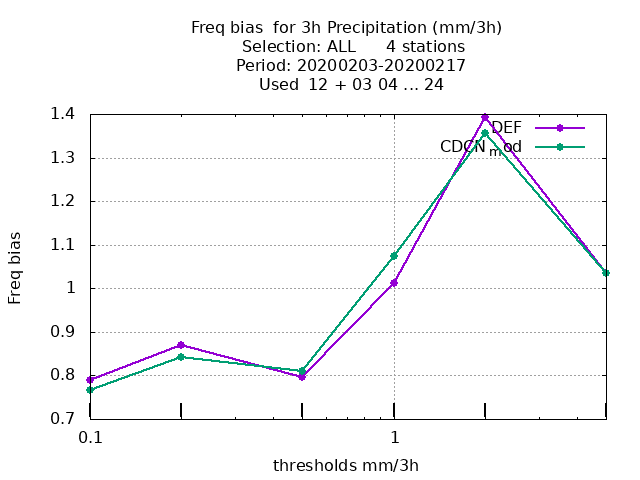 Freq bias  for 3h Precipitation (mm/3h)
Selection: ALL      4 stations
Period: 20200203-20200217
Used  12 + 03 04 ... 24
1.4
1.3
1.2
1.1
1
0.9
0.8
0.7
Freq bias
DEF
CDCN_mod
0.1
1
thresholds mm/3h